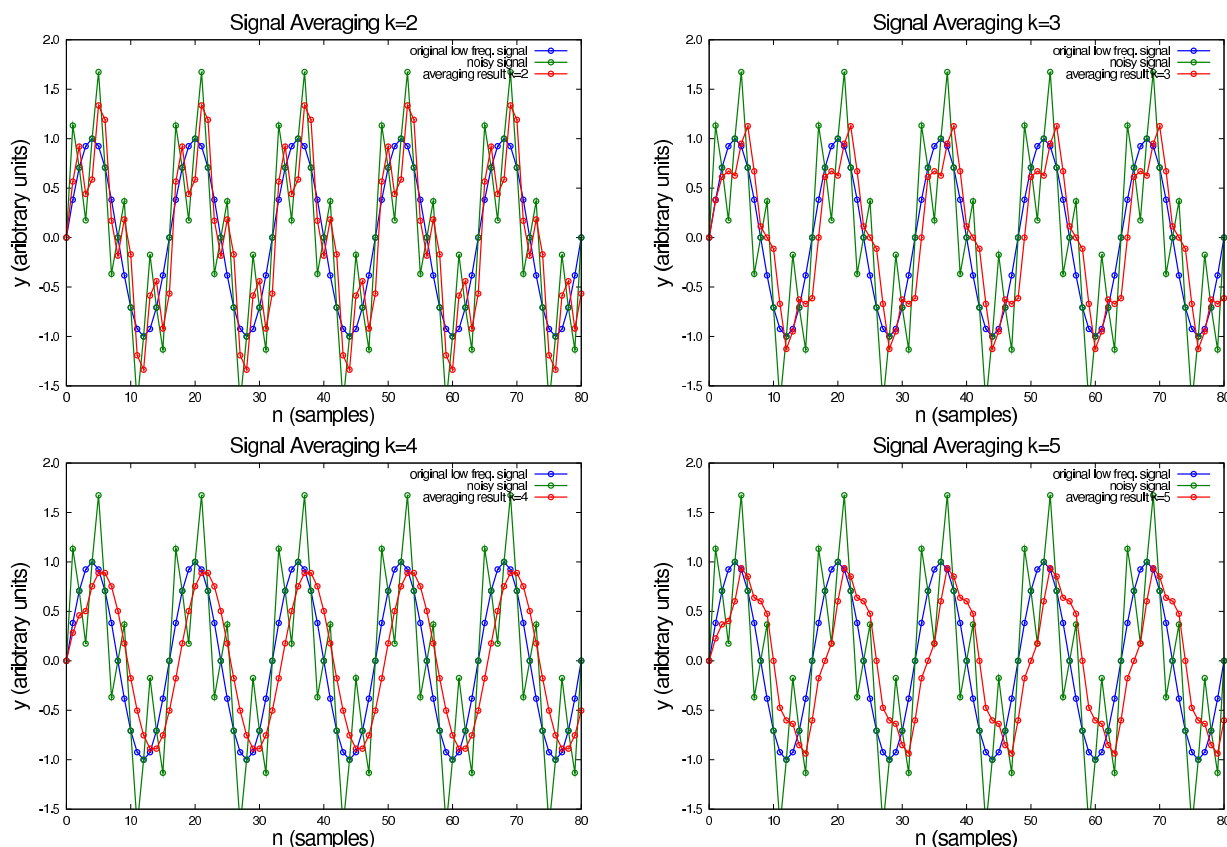 Signal Averaging k=2
2.0
1.5
1.0
0.5
0.0
-0.5
-1.0
-1.5
0 10 20 30 40 50 60 70 80
y (aribtrary units)
n (samples)
original low freq. signal
noisy signal
averaging result k=2
Signal Averaging k=3
2.0
1.5
1.0
0.5
0.0
-0.5
-1.0
-1.5
0 10 20 30 40 50 60 70 80
y (aribtrary units)
n (samples)
original low freq. signal
noisy signal
averaging result k=3
Signal Averaging k=4
2.0
1.5
1.0
0.5
0.0
-0.5
-1.0
-1.5
0 10 20 30 40 50 60 70 80
y (aribtrary units)
n (samples)
original low freq. signal
noisy signal
averaging result k=4
Signal Averaging k=5
2.0
1.5
1.0
0.5
0.0
-0.5
-1.0
-1.5
0 10 20 30 40 50 60 70 80
y (aribtrary units)
n (samples)
original low freq. signal
noisy signal
averaging result k=5